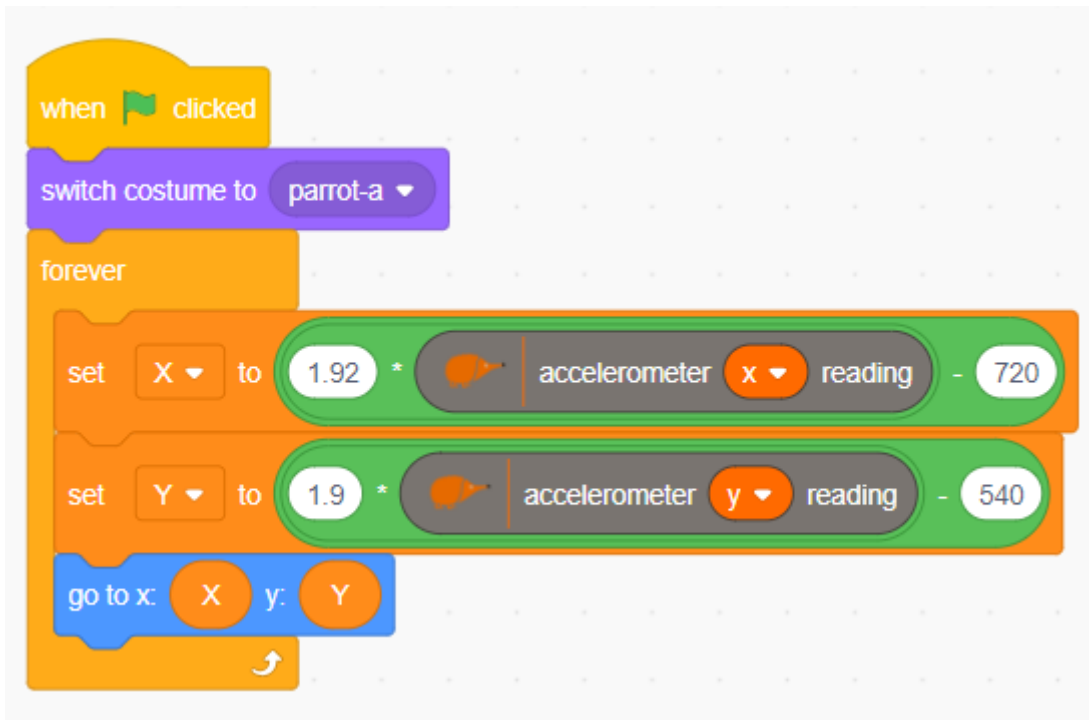 when clicked
switch costume to parrot-a
forever
set X to 1.92 * accelerometer x reading - 720
set Y to 1.9 * accelerometer y reading - 540
go to x: X y: Y